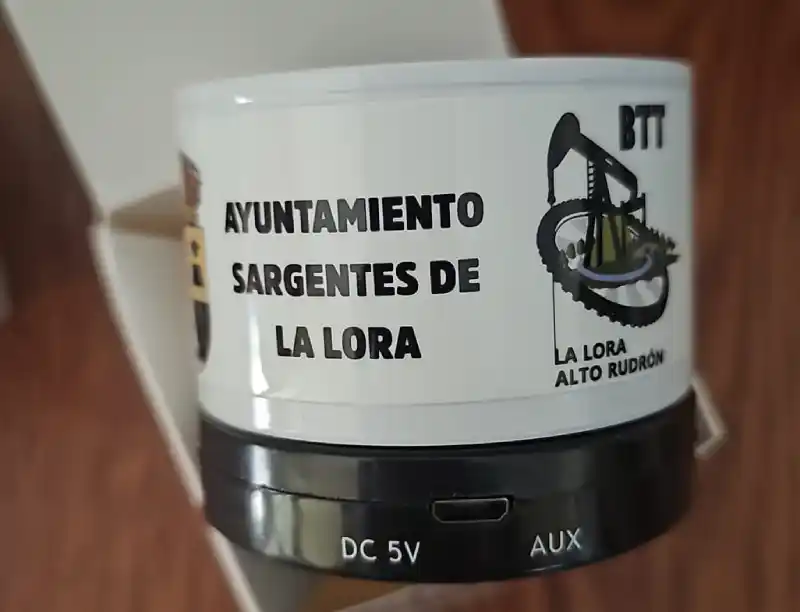 AYUNTAMIENTO
SARGENTES DE
LA LORA
BTT
LA LORA
ALTO RUDRÓN
DC 5V
AUX